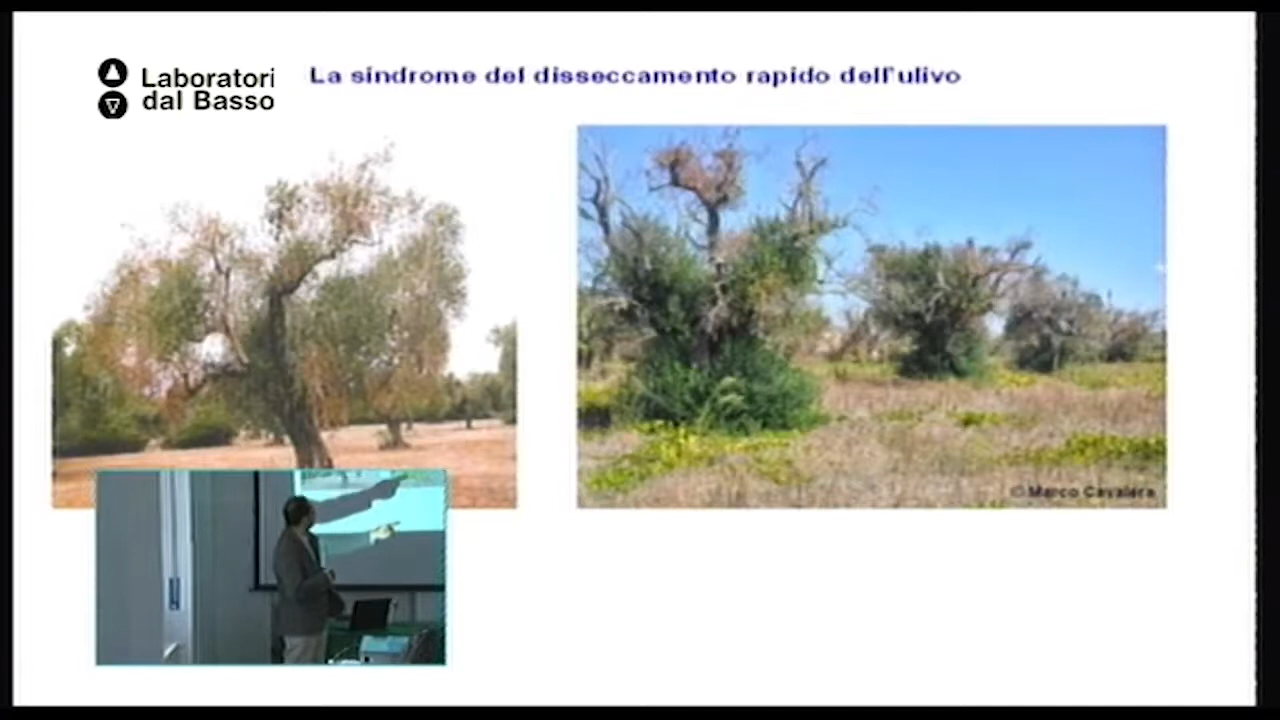 Laboratori
dal Basso
La sindrome del disseccamento rapido dell'ulivo
© Marco Cavalera